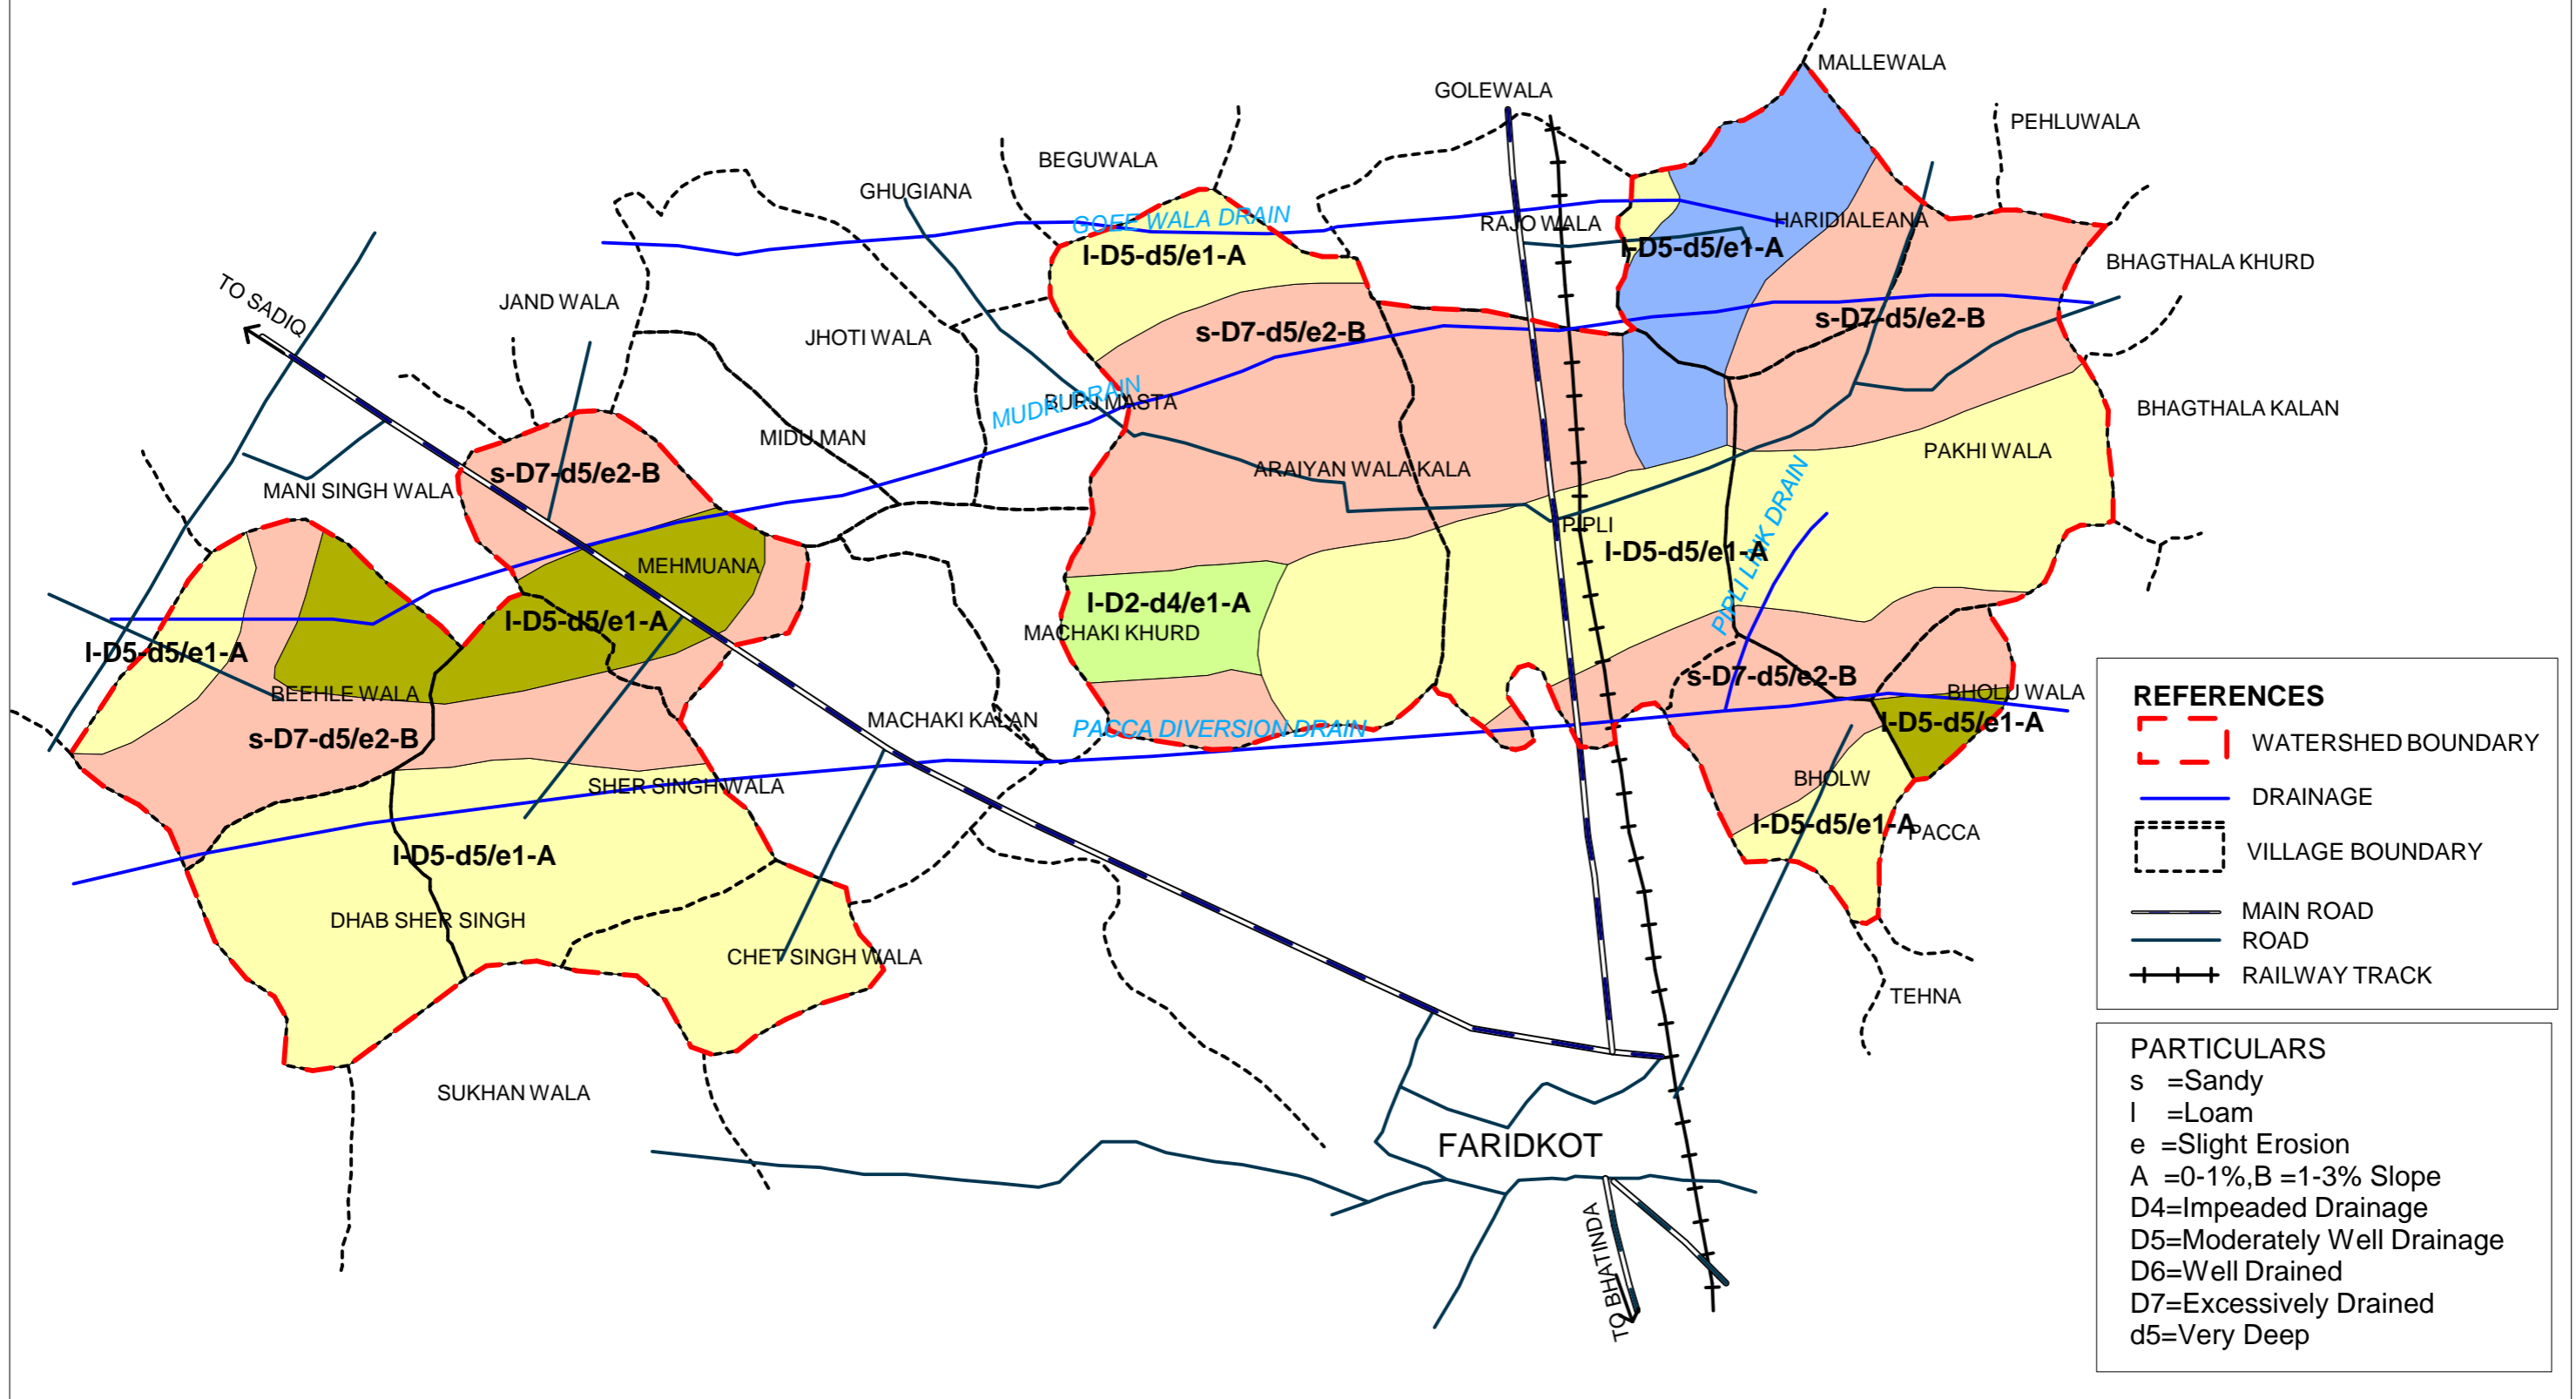 MALLEWALA
GOLEWALA
PEHLUWALA
BEGUWALA
GHUGIANA
GOEE WALA DRAIN
RAJO WALA
HARIDIALEANA
l-D5-d5/e1-A
l-D5-d5/e1-A
BHAGTHALA KHURD
TO SADIQ
JAND WALA
JHOTI WALA
s-D7-d5/e2-B
s-D7-d5/e2-B
MUDKI DRAIN
BURJ MASTA
BHAGTHALA KALAN
MIDU MAN
PAKHI WALA
s-D7-d5/e2-B
ARAIYAN WALA KALA
MANI SINGH WALA
PIPLI
l-D5-d5/e1-A
PIPLI LINK DRAIN
MEHMUANA
l-D2-d4/e1-A
l-D5-d5/e1-A
MACHAKI KHURD
l-D5-d5/e1-A
s-D7-d5/e2-B
BEEHLE WALA
BHOLU WALA
MACHAKI KALAN
l-D5-d5/e1-A
PACCA DIVERSION DRAIN
s-D7-d5/e2-B
BHOLW
SHER SINGH WALA
l-D5-d5/e1-A
PACCA
l-D5-d5/e1-A
DHAB SHER SINGH
CHET SINGH WALA
TEHNA
SUKHAN WALA
FARIDKOT
TO BHATINDA
REFERENCES
WATERSHED BOUNDARY
DRAINAGE
VILLAGE BOUNDARY
MAIN ROAD
ROAD
RAILWAY TRACK
PARTICULARS
s =Sandy
l =Loam
e =Slight Erosion
A =0-1%,B =1-3% Slope
D4=Impeaded Drainage
D5=Moderately Well Drainage
D6=Well Drained
D7=Excessively Drained
d5=Very Deep